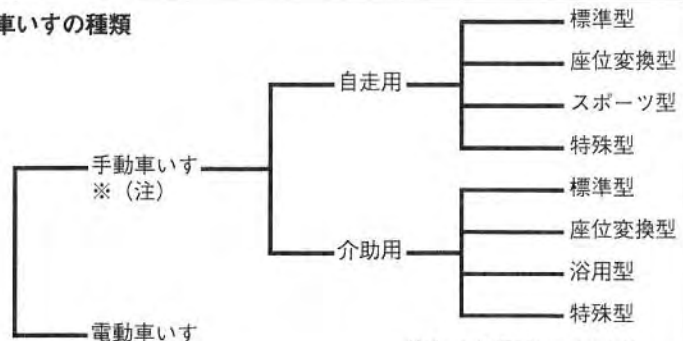 車いすの種類
標準型
座位変換型
自走用
スポーツ型
特殊型
手動車いす
※（注）
標準型
座位変換型
介助用
浴用型
特殊型
電動車いす